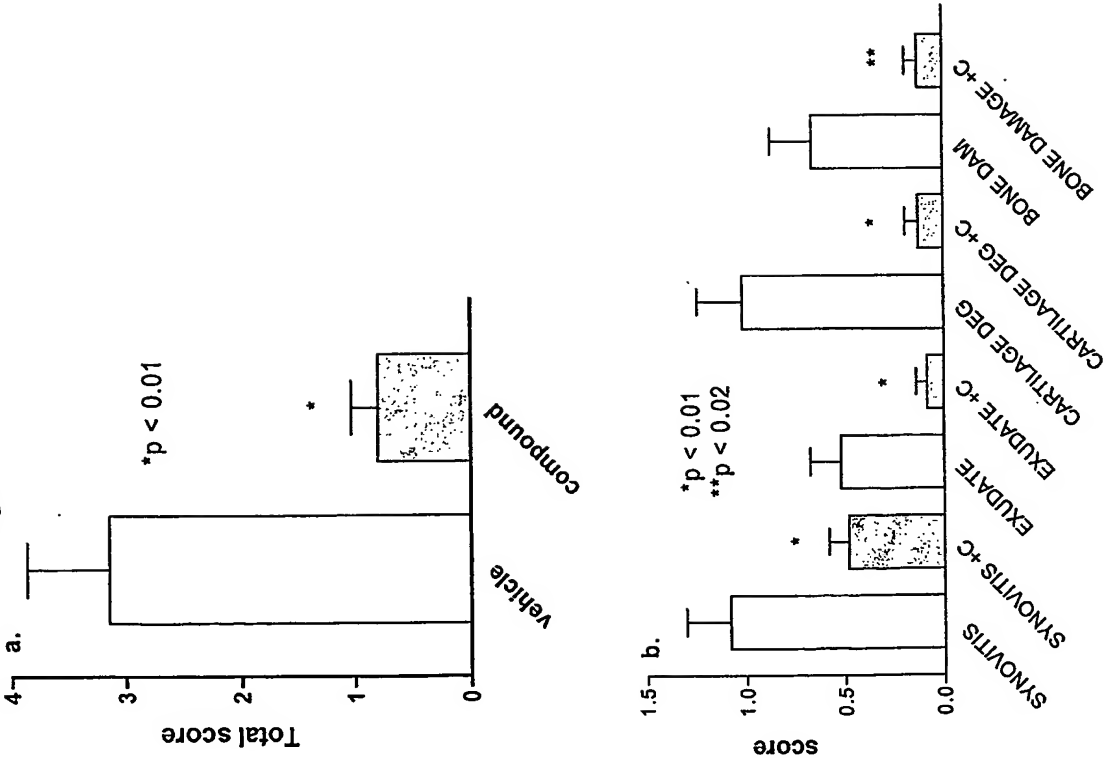 a.
Total score
4
3
2
1
0
*p < 0.01
*
vehicle
compound
b.
score
1.5
1.0
0.5
0.0
*p < 0.01
**p < 0.02
*
*
*
**
SYNOVITIS
SYNOVITIS +C
EXUDATE
EXUDATE +C
CARTILAGE DEG
CARTILAGE DEG +C
BONE DAM
BONE DAMAGE +C